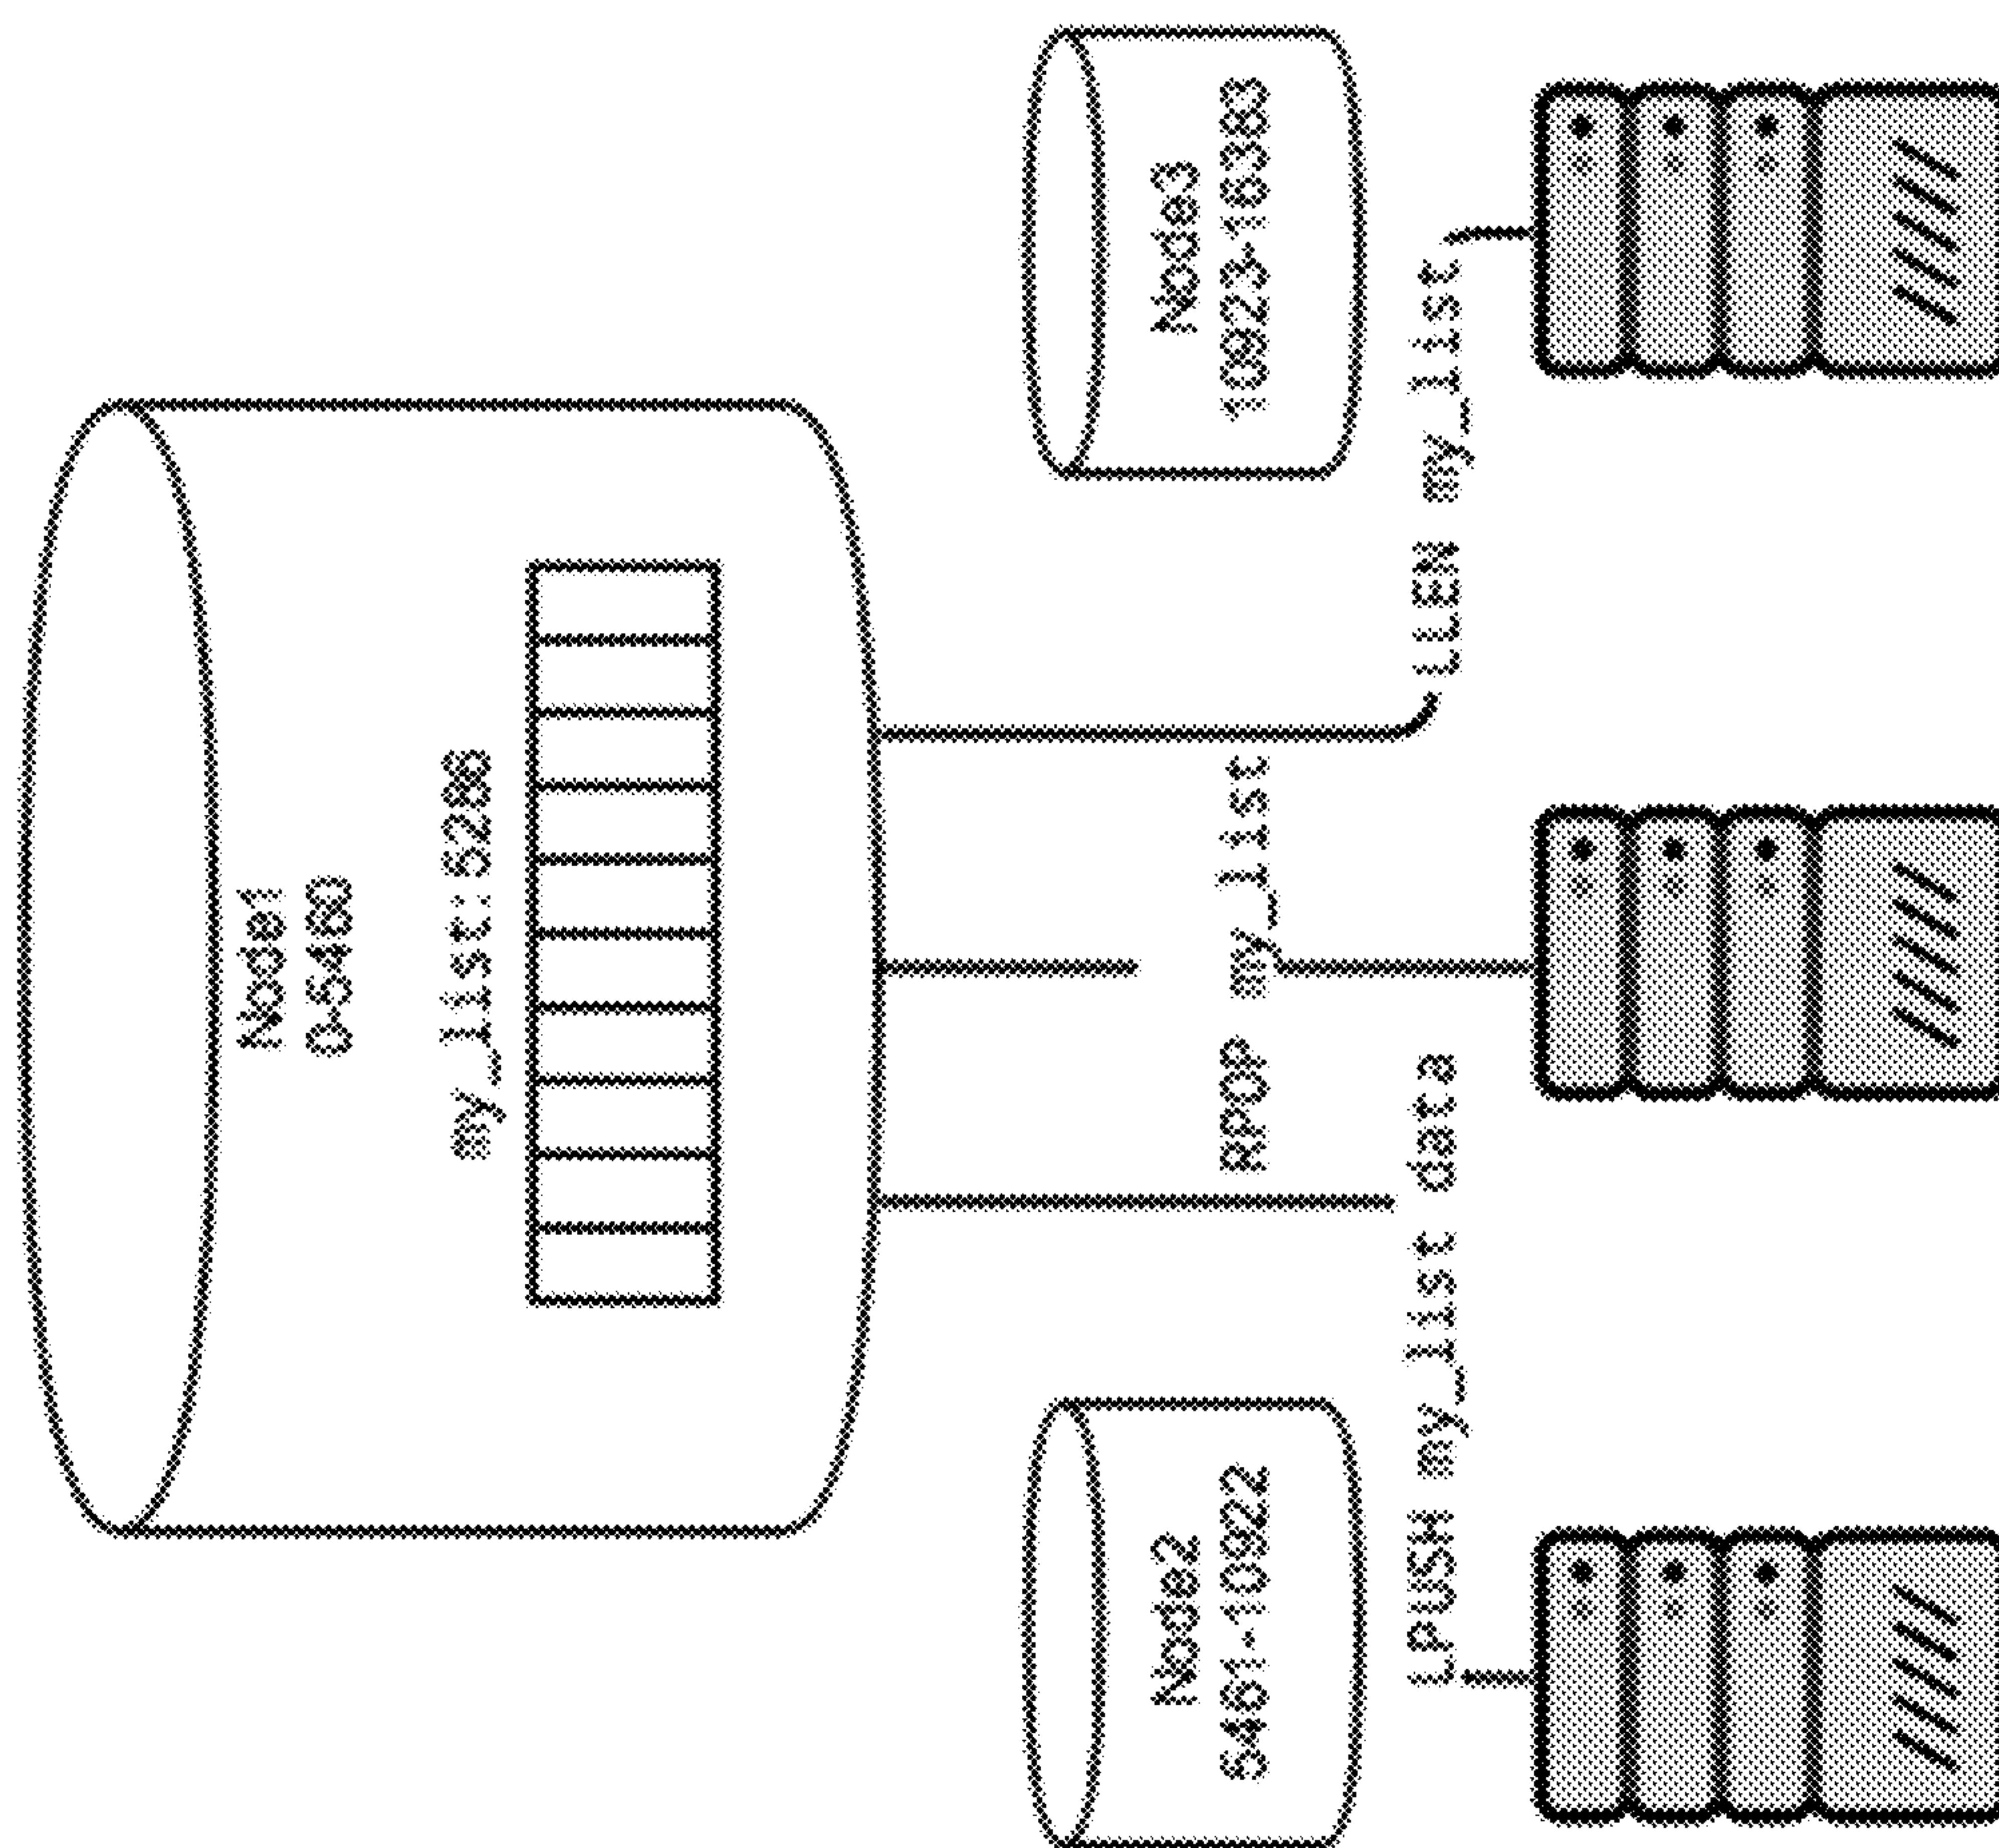 Node1
0-5460
my_list:5286
Node2
5461-10922
Node3
10923-16383
RPOP my_list
LPUSH my_list data
LLEN my_list